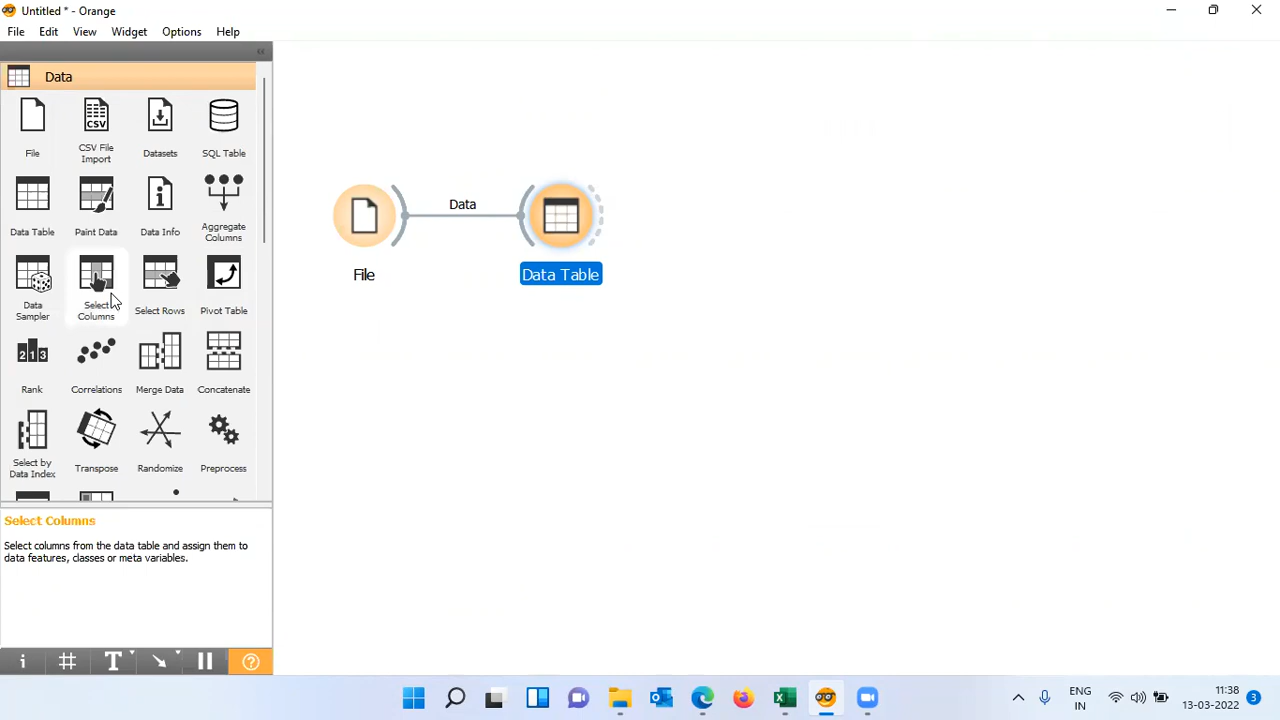 Untitled * - Orange
File Edit View Widget Options Help
Data
CSV File
File Import Datasets SQL Table
Data Table Paint Data Data Info Aggregate
Columns
Data Select Select Rows Pivot Table
Sampler Columns
Rank Correlations Merge Data Concatenate
Select by Transpose Randomize Preprocess
Data Index
Data
File
Data Table
Select Columns
Select columns from the data table and assign them to
data features, classes or meta variables.
ENG
IN
11:38
13-03-2022
3